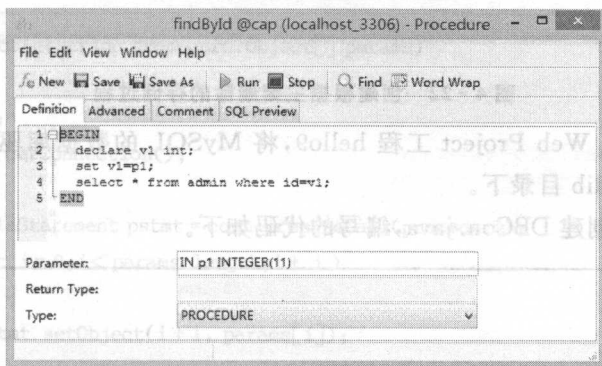 findById @cap (localhost_3306) - Procedure
File Edit View Window Help
New Save Save As Run Stop Find Word Wrap
Definition Advanced Comment SQL Preview
1 BEGIN
2 declare v1 int;
3 set v1=p1;
4 select * from admin where id=v1;
5 END
Parameter: IN p1 INTEGER(11)
Return Type:
Type: PROCEDURE